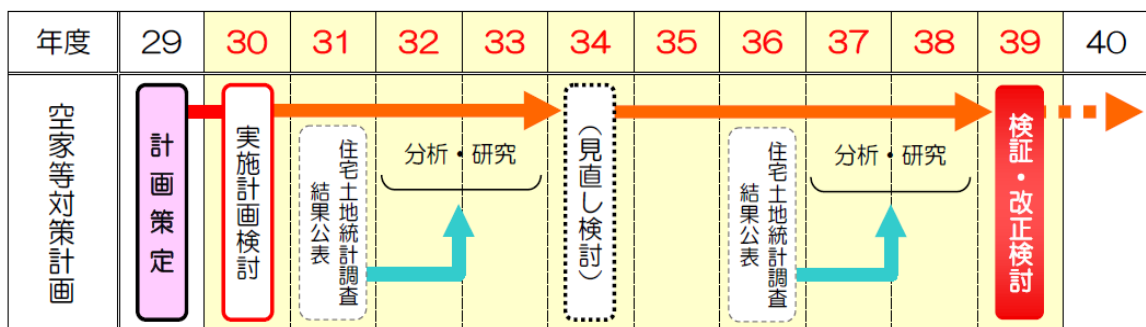 年度 29 30 31 32 33 34 35 36 37 38 39 40
空家等対策計画
計画策定
実施計画検討
住宅土地統計調査
結果公表
分析・研究
（見直し検討）
住宅土地統計調査
結果公表
分析・研究
検証・改正検討